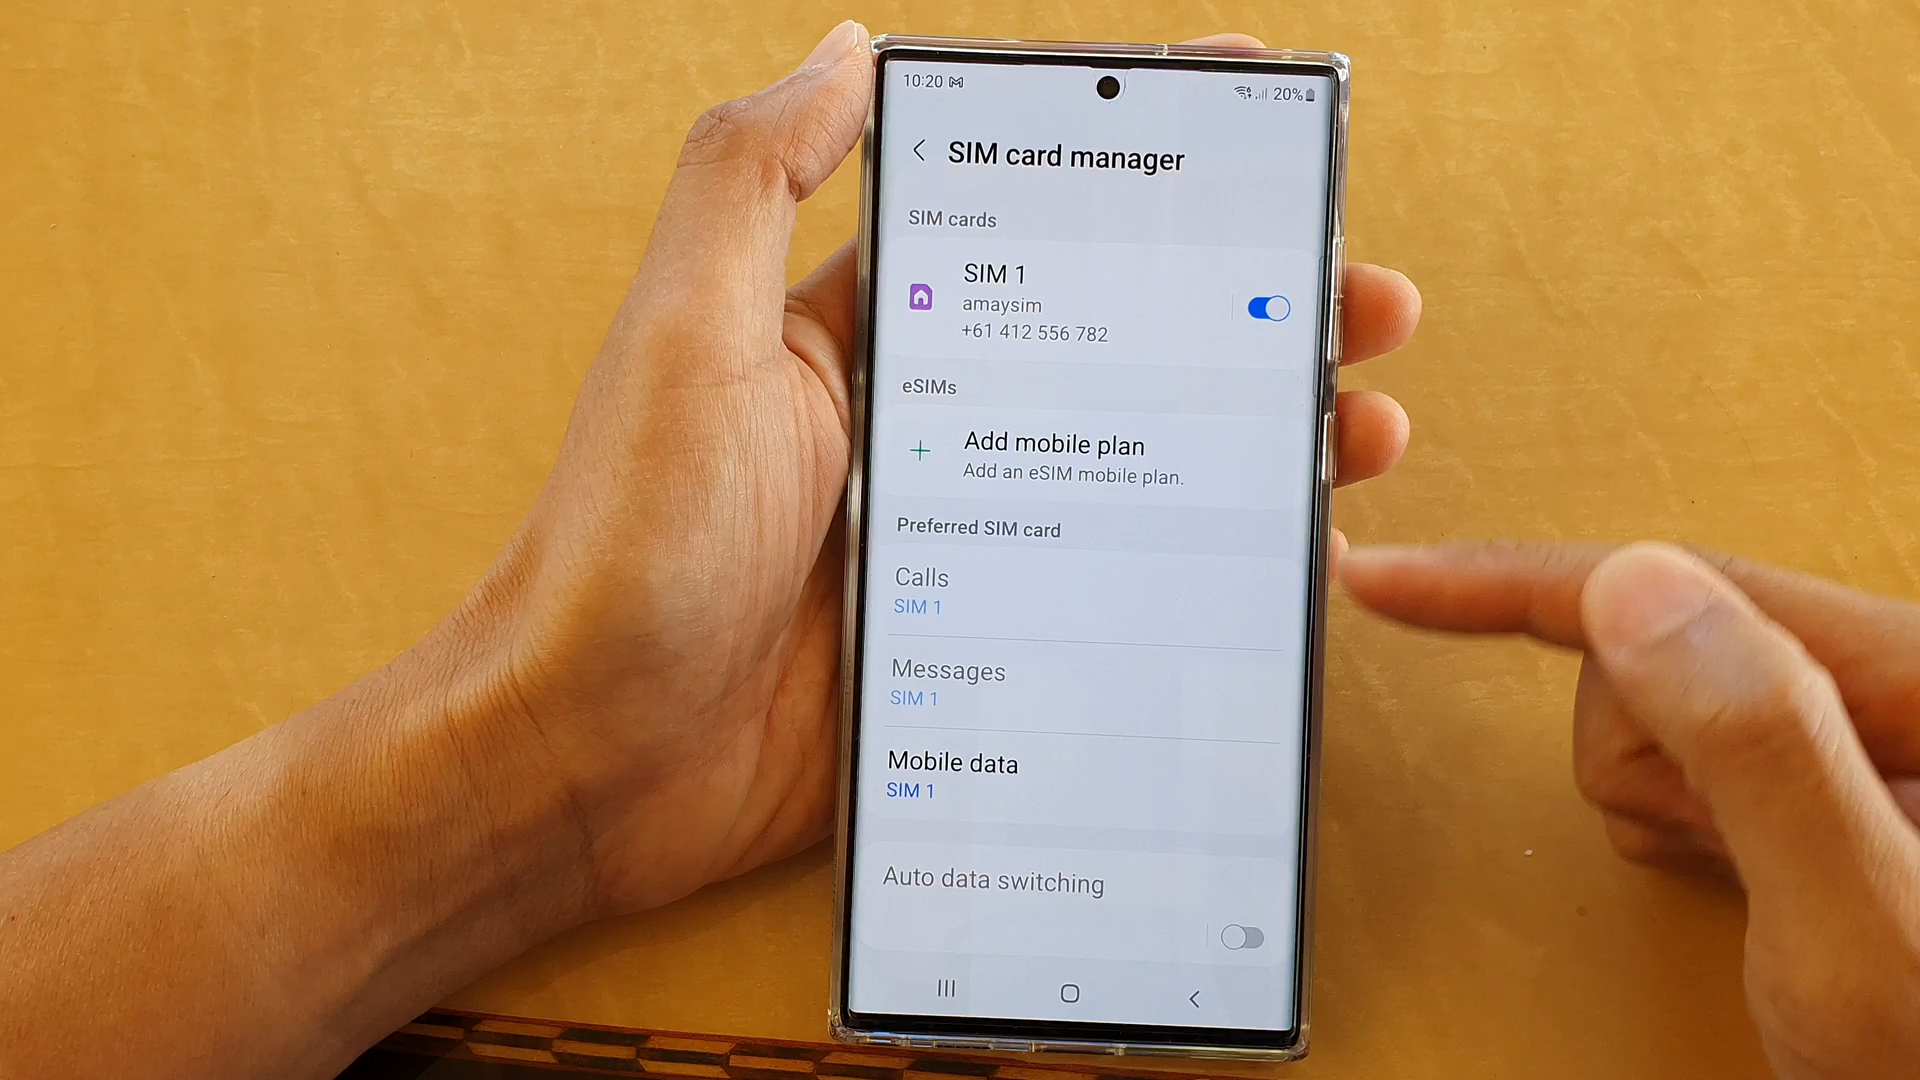 10:20
20%
SIM card manager
SIM cards
SIM 1
amaysim
+61 412 556 782
eSIMs
Add mobile plan
Add an eSIM mobile plan.
Preferred SIM card
Calls
SIM 1
Messages
SIM 1
Mobile data
SIM 1
Auto data switching